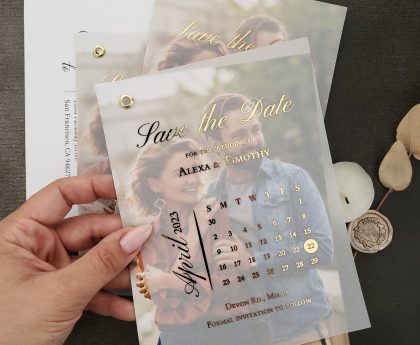 Save the
Save the Date
FOR THE WEDDING OF
ALEXA & TIMOTHY
April 2023
S M T W T F S
30 1
2 3 4 5 6 7 8
9 10 11 12 13 14 15
16 17 18 19 20 21 22
23 24 25 26 27 28 29
DEVON RD.,
FORMAL INVITATION TO FOLLOW
to
San Francisco, CA